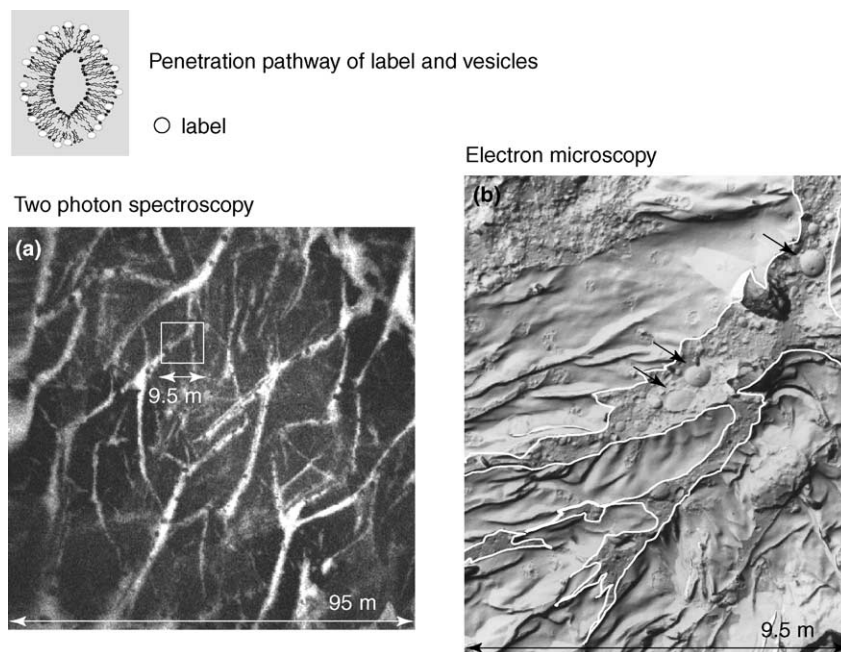 Penetration pathway of label and vesicles
label
Electron microscopy
Two photon spectroscopy
(a)
(b)
9.5 m
95 m
9.5 m